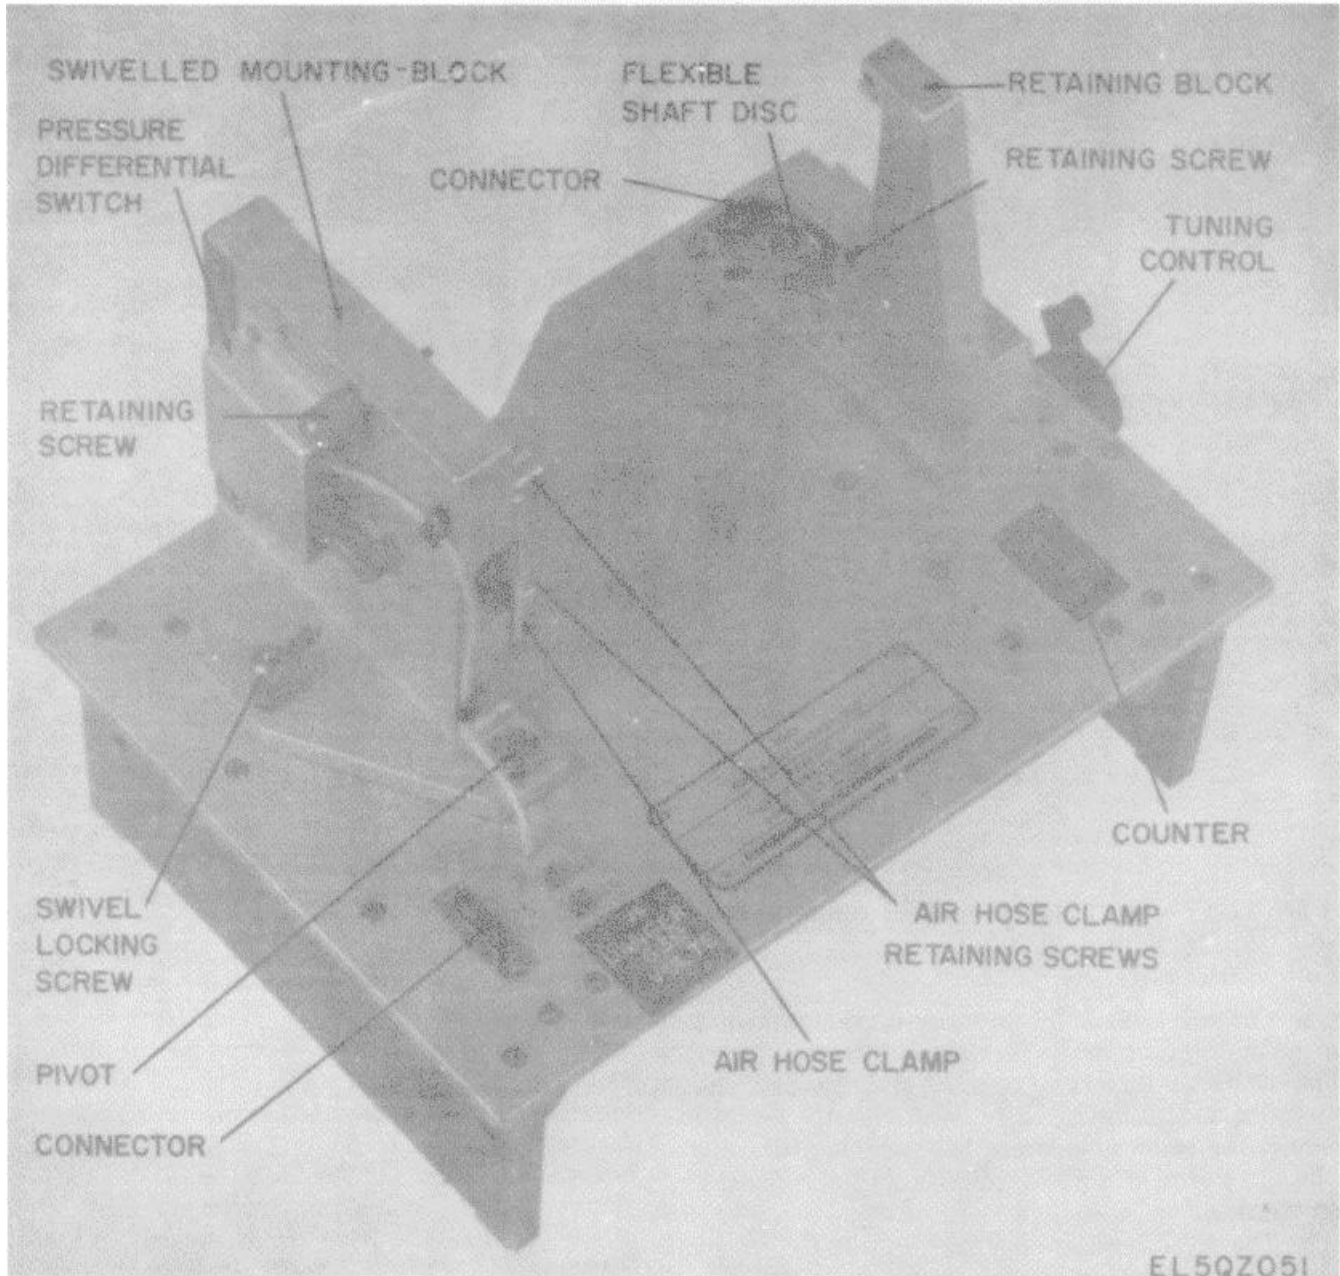 SWIVELLED MOUNTING-BLOCK
FLEXIBLE
SHAFT DISC
RETAINING BLOCK
PRESSURE
DIFFERENTIAL
SWITCH
CONNECTOR
RETAINING SCREW
TUNING
CONTROL
RETAINING
SCREW
COUNTER
SWIVEL
LOCKING
SCREW
AIR HOSE CLAMP
RETAINING SCREWS
PIVOT
AIR HOSE CLAMP
CONNECTOR
EL5QZ051